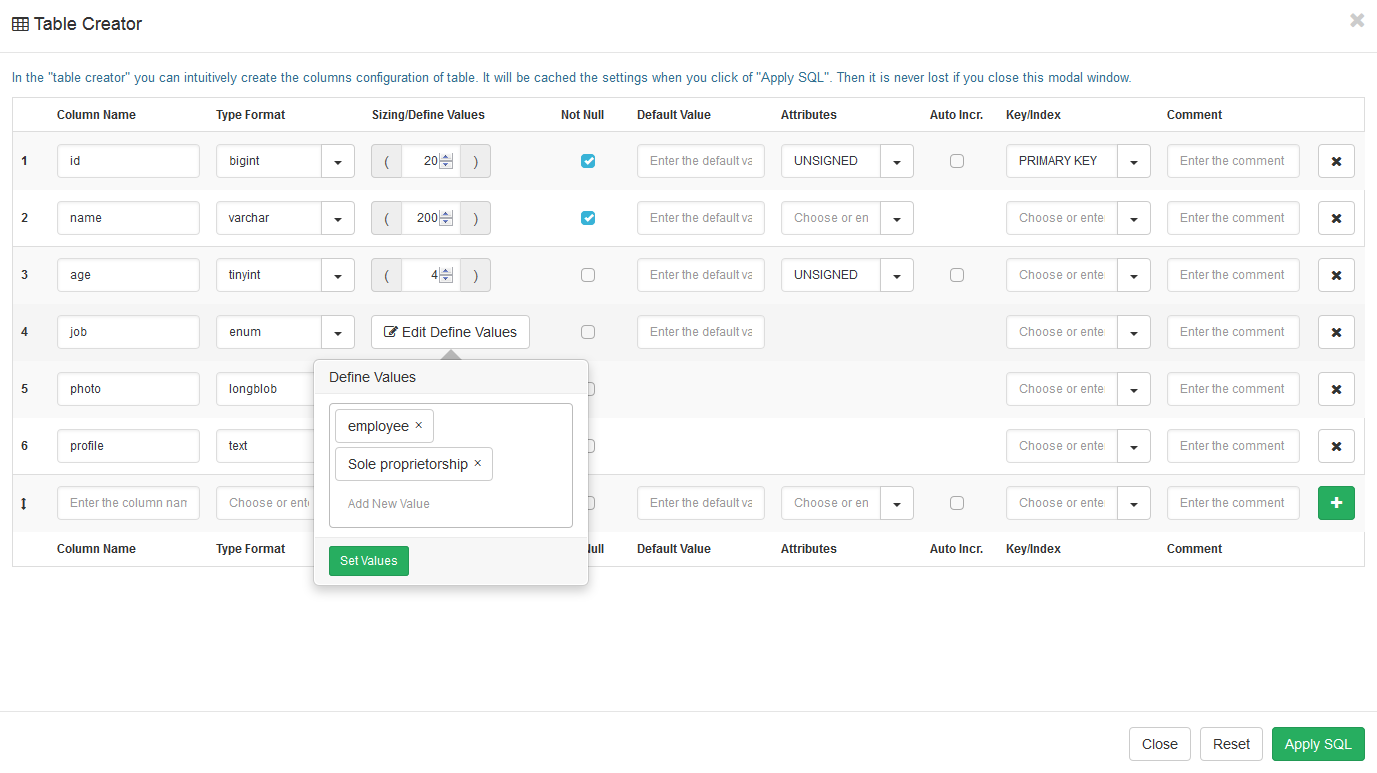 Table Creator
In the "table creator" you can intuitively create the columns configuration of table. It will be cached the settings when you click of "Apply SQL". Then it is never lost if you close this modal window.
Column Name Type Format Sizing/Define Values Not Null Default Value Attributes Auto Incr. Key/Index Comment
1 id bigint ( 20 ) Enter the default va UNSIGNED PRIMARY KEY Enter the comment
2 name varchar ( 200 ) Enter the default va Choose or en Choose or ente Enter the comment
3 age tinyint ( 4 ) Enter the default va UNSIGNED Choose or ente Enter the comment
4 job enum Edit Define Values Enter the default va Choose or ente Enter the comment
Define Values
5 photo longblob Choose or ente Enter the comment
employee ×
6 profile text Choose or ente Enter the comment
Sole proprietorship ×
Add New Value
Enter the column nam Choose or ente Enter the default va Choose or en Choose or ente Enter the comment
Column Name Type Format Null Default Value Attributes Auto Incr. Key/Index Comment
Set Values
Close Reset Apply SQL